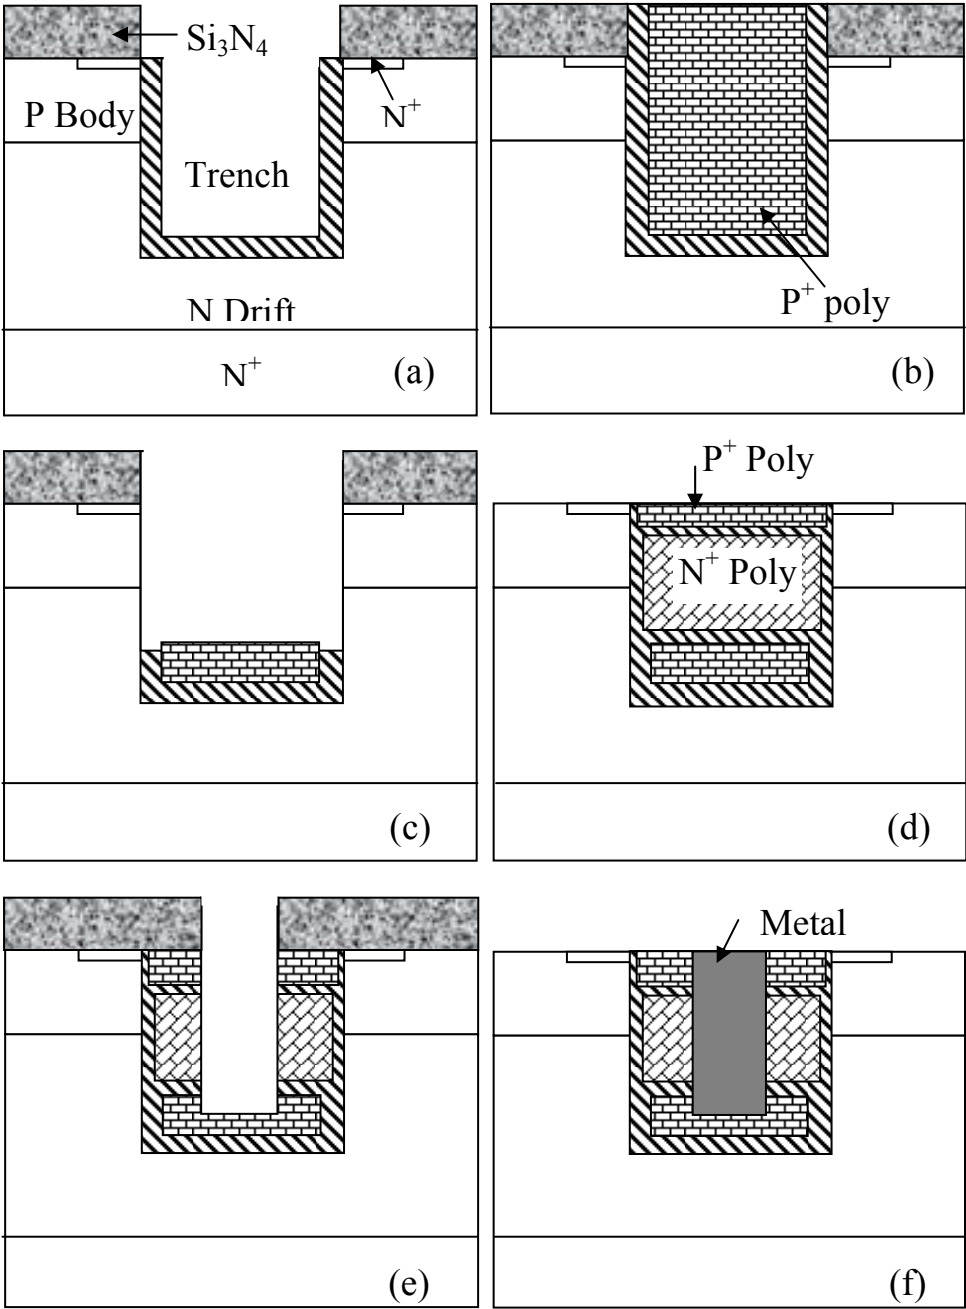 Si₃N₄
P Body
N⁺
Trench
N Drift
N⁺
(a)
P⁺ poly
(b)
(c)
P⁺ Poly
N⁺ Poly
(d)
(e)
Metal
(f)